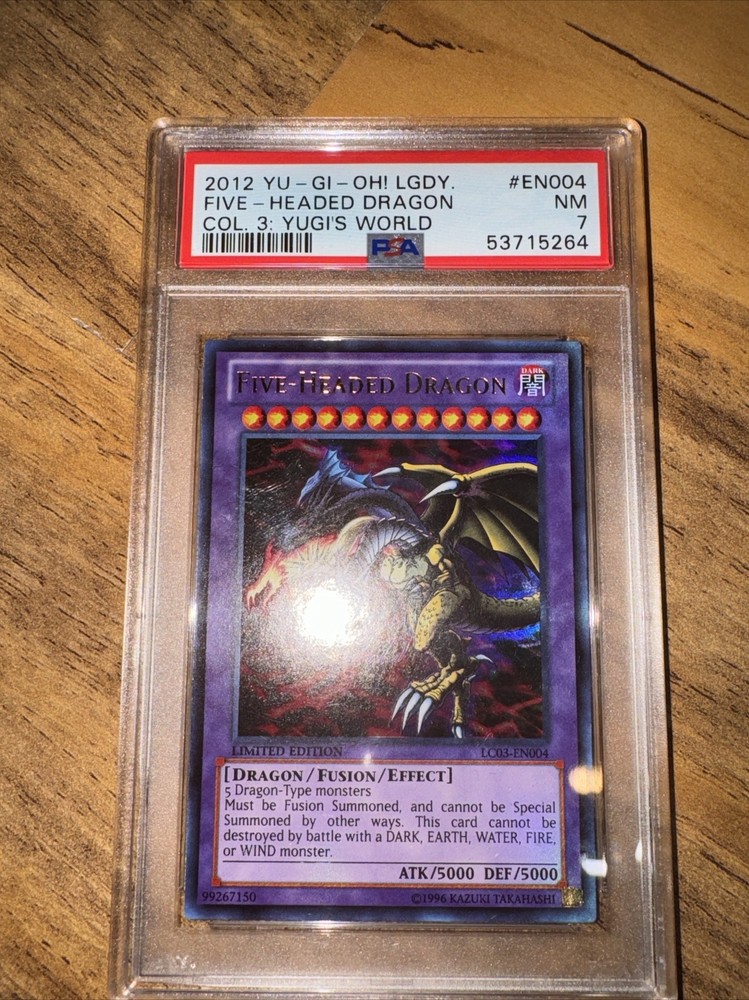 2012 YU-GI-OH! LGDY. #EN004
FIVE-HEADED DRAGON NM
COL. 3: YUGI'S WORLD 7
PSA 53715264
FIVE-HEADED DRAGON DARK
闇
LIMITED EDITION LC03-EN004
[DRAGON/FUSION/EFFECT]
5 Dragon-Type monsters
Must be Fusion Summoned, and cannot be Special
Summoned by other ways. This card cannot be
destroyed by battle with a DARK, EARTH, WATER, FIRE,
or WIND monster.
ATK/5000 DEF/5000
99267150 ©1996 KAZUKI TAKAHASHI